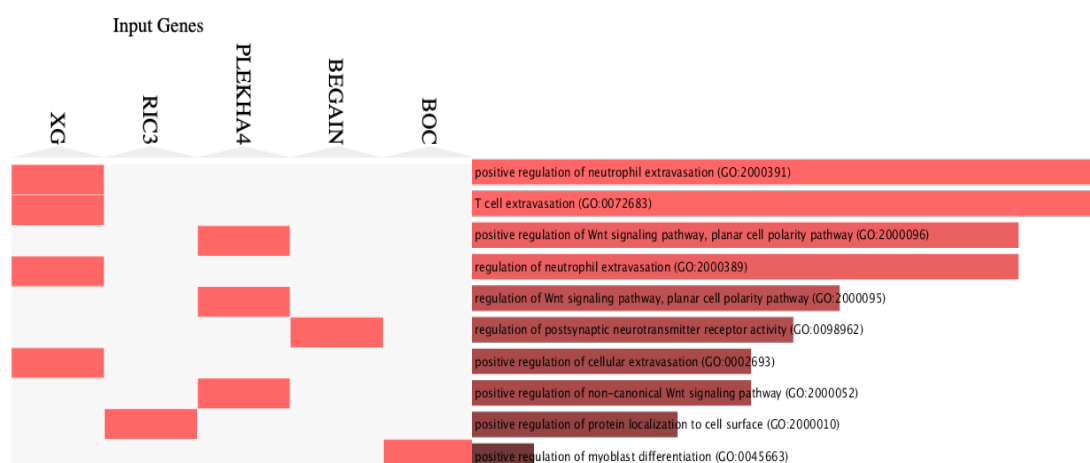 Input Genes
XG
RIC3
PLEKHA4
BEGAIN
BOC
positive regulation of neutrophil extravasation (GO:2000391)
T cell extravasation (GO:0072683)
positive regulation of Wnt signaling pathway, planar cell polarity pathway (GO:2000096)
regulation of neutrophil extravasation (GO:2000389)
regulation of Wnt signaling pathway, planar cell polarity pathway (GO:2000095)
regulation of postsynaptic neurotransmitter receptor activity (GO:0098962)
positive regulation of cellular extravasation (GO:0002693)
positive regulation of non-canonical Wnt signaling pathway (GO:2000052)
positive regulation of protein localization to cell surface (GO:2000010)
positive regulation of myoblast differentiation (GO:0045663)